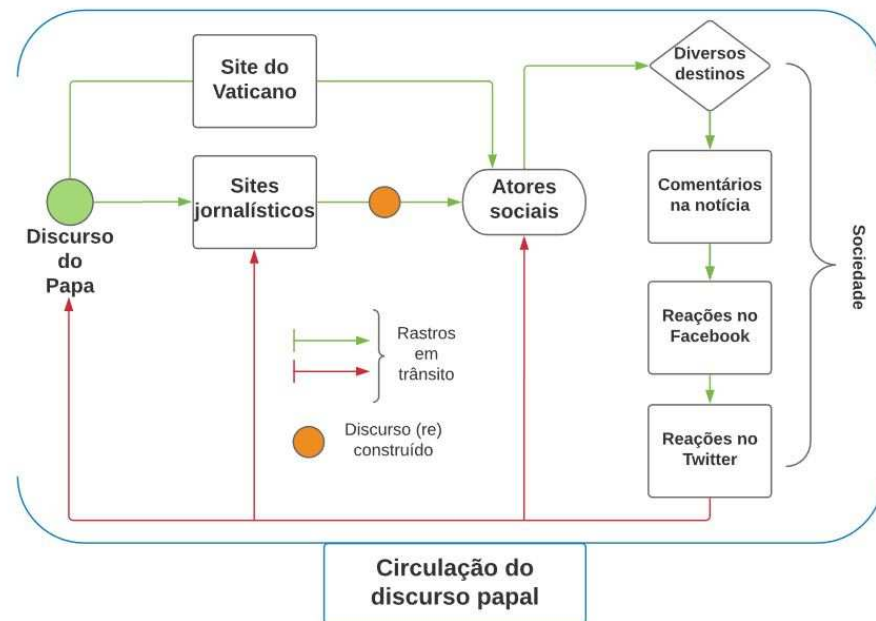 Site do
Vaticano
Diversos
destinos
Sites
jornalísticos
Atores
sociais
Comentários
na notícia
Discurso
do
Papa
Sociedade
Reações no
Facebook
Rastros
em
trânsito
Discurso (re)
construído
Reações no
Twitter
Circulação do
discurso papal